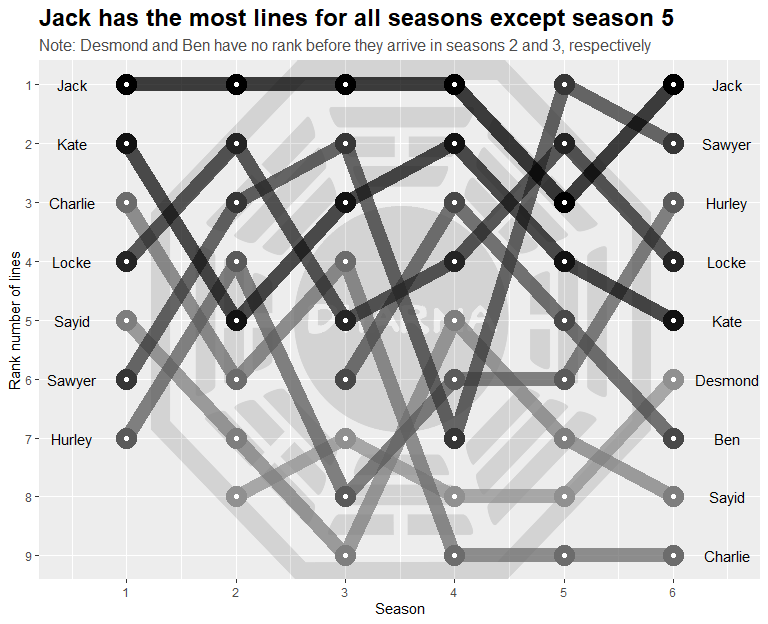 Jack has the most lines for all seasons except season 5
Note: Desmond and Ben have no rank before they arrive in seasons 2 and 3, respectively
Rank number of lines
1 Jack Jack
2 Kate Sawyer
3 Charlie Hurley
4 Locke Locke
5 Sayid Kate
6 Sawyer Desmond
7 Hurley Ben
8 Sayid
9 Charlie
DHARMA
1 2 3 4 5 6
Season